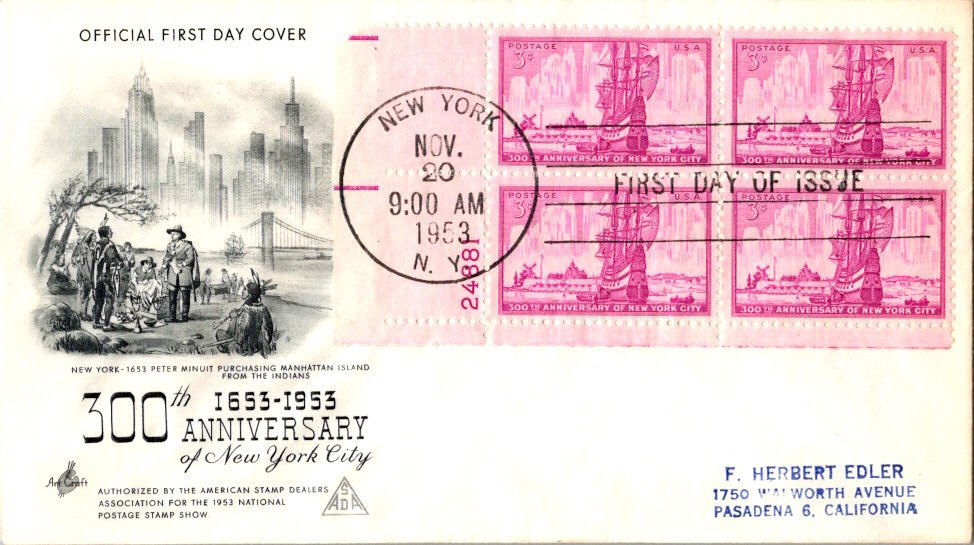 OFFICIAL FIRST DAY COVER
NEW YORK-1653 PETER MINUIT PURCHASING MANHATTAN ISLAND
FROM THE INDIANS
300th 1653-1953
ANNIVERSARY
of New York City
Art Craft
AUTHORIZED BY THE AMERICAN STAMP DEALERS
ASSOCIATION FOR THE 1953 NATIONAL
POSTAGE STAMP SHOW
ASDA
NEW YORK
NOV.
20
9:00 AM
1953
N. Y.
24881
POSTAGE U.S.A.
3¢
300TH ANNIVERSARY OF NEW YORK CITY
POSTAGE U.S.A.
3¢
300TH ANNIVERSARY OF NEW YORK CITY
FIRST DAY OF ISSUE
POSTAGE U.S.A.
3¢
300TH ANNIVERSARY OF NEW YORK CITY
POSTAGE U.S.A.
3¢
300TH ANNIVERSARY OF NEW YORK CITY
F. HERBERT EDLER
1750 WALWORTH AVENUE
PASADENA 6, CALIFORNIA